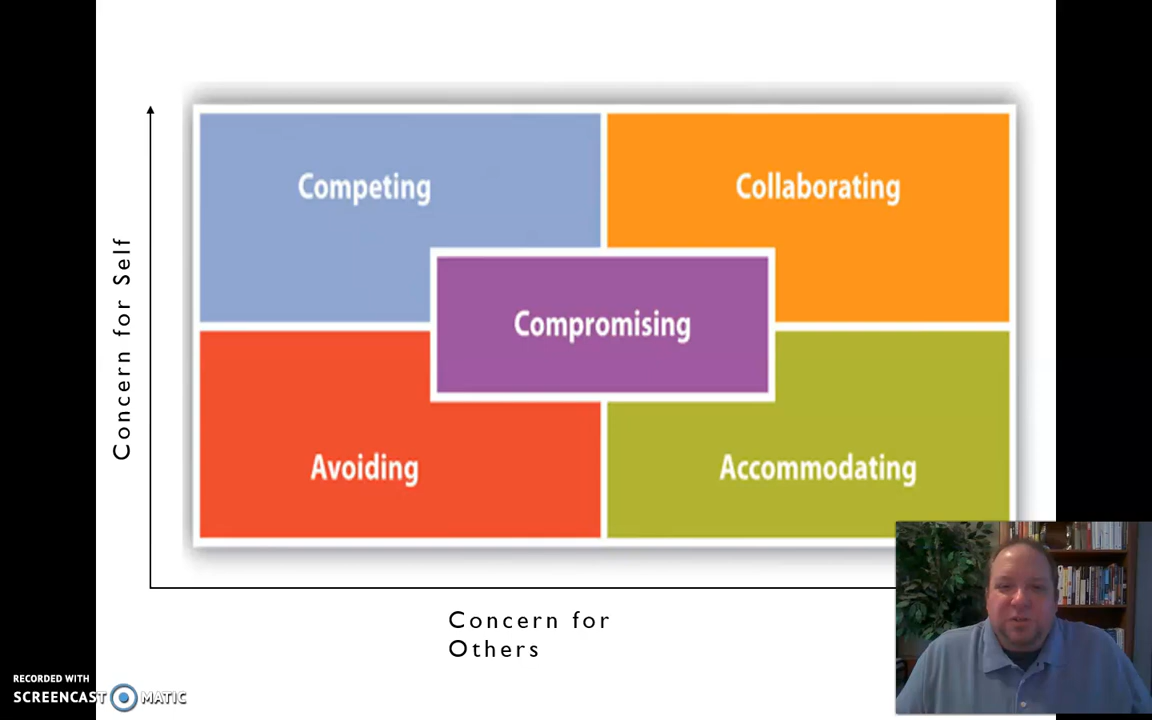 Competing
Collaborating
Concern for Self
Compromising
Avoiding
Accommodating
Concern for
Others
RECORDED WITH
SCREENCAST MATIC